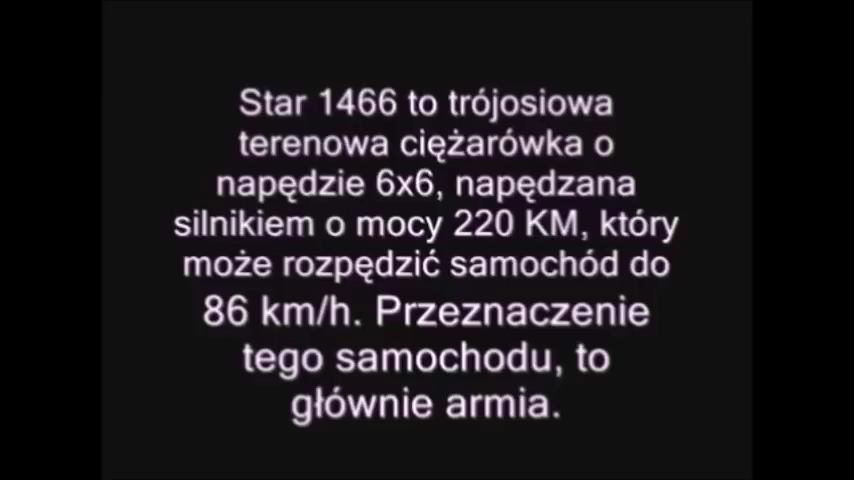 Star 1466 to trójosiowa
terenowa ciężarówka o
napędzie 6x6, napędzana
silnikiem o mocy 220 KM, który
może rozpędzić samochód do
86 km/h. Przeznaczenie
tego samochodu, to
głównie armia.